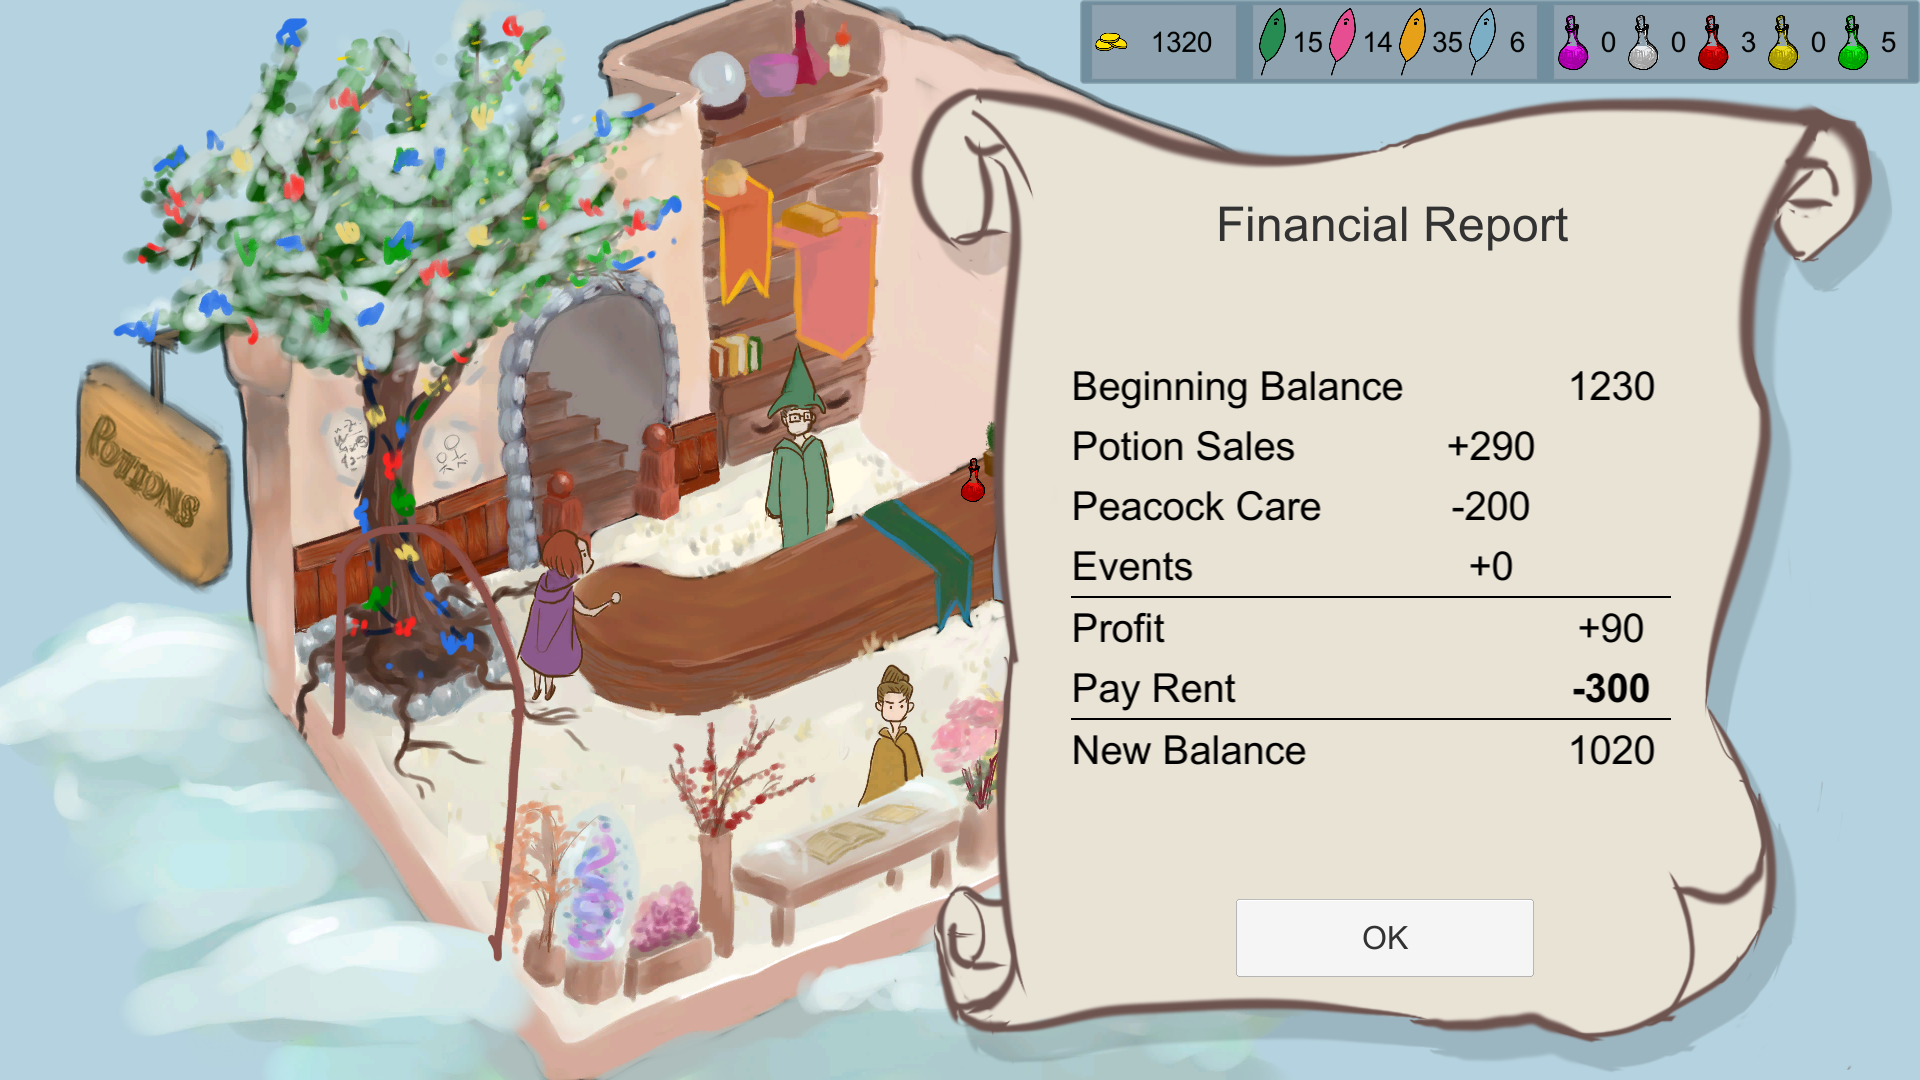 1320 15 14 35 6 0 0 3 0 5
Financial Report
Beginning Balance 1230
Potion Sales +290
Peacock Care -200
Events +0
Profit +90
Pay Rent -300
New Balance 1020
OK
POTIONS